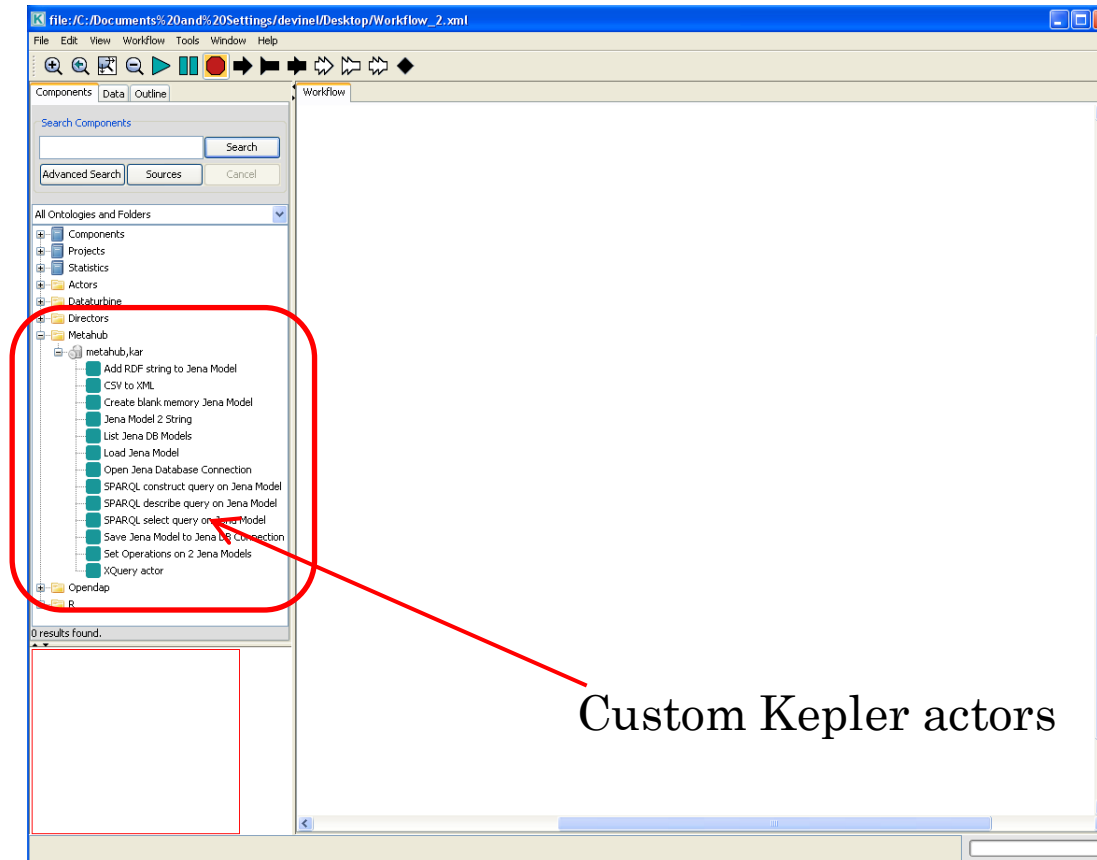 file:/C:/Documents%20and%20Settings/devinel/Desktop/Workflow_2.xml
File Edit View Workflow Tools Window Help
Components Data Outline Workflow
Search Components
Search
Advanced Search Sources Cancel
All Ontologies and Folders
Components
Projects
Statistics
Actors
Dataturbine
Directors
Metahub
metahub,kar
Add RDF string to Jena Model
CSV to XML
Create blank memory Jena Model
Jena Model 2 String
List Jena DB Models
Load Jena Model
Open Jena Database Connection
SPARQL construct query on Jena Model
SPARQL describe query on Jena Model
SPARQL select query on Jena Model
Save Jena Model to Jena DB Connection
Set Operations on 2 Jena Models
XQuery actor
Opendap
R
0 results found.
Custom Kepler actors